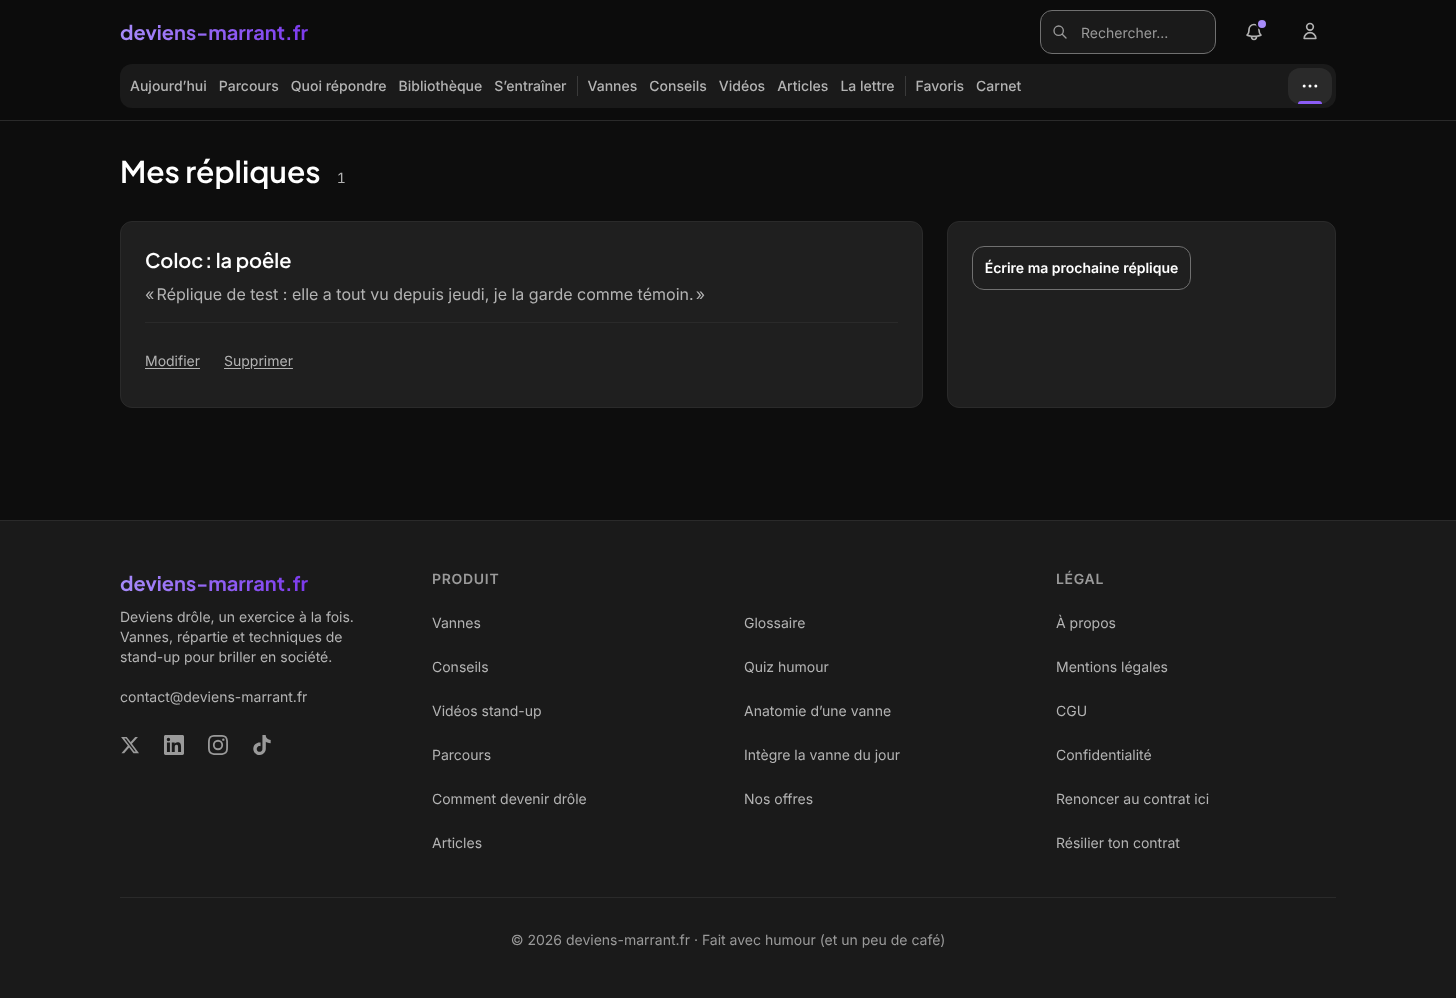 deviens-marrant.fr
Rechercher...
Aujourd’hui Parcours Quoi répondre Bibliothèque S’entraîner Vannes Conseils Vidéos Articles La lettre Favoris Carnet
Mes répliques 1
Coloc : la poêle
« Réplique de test : elle a tout vu depuis jeudi, je la garde comme témoin. »
Modifier Supprimer
Écrire ma prochaine réplique
deviens-marrant.fr
Deviens drôle, un exercice à la fois.
Vannes, répartie et techniques de
stand-up pour briller en société.
contact@deviens-marrant.fr
PRODUIT
Vannes
Conseils
Vidéos stand-up
Parcours
Comment devenir drôle
Articles
Glossaire
Quiz humour
Anatomie d’une vanne
Intègre la vanne du jour
Nos offres
LÉGAL
À propos
Mentions légales
CGU
Confidentialité
Renoncer au contrat ici
Résilier ton contrat
© 2026 deviens-marrant.fr · Fait avec humour (et un peu de café)